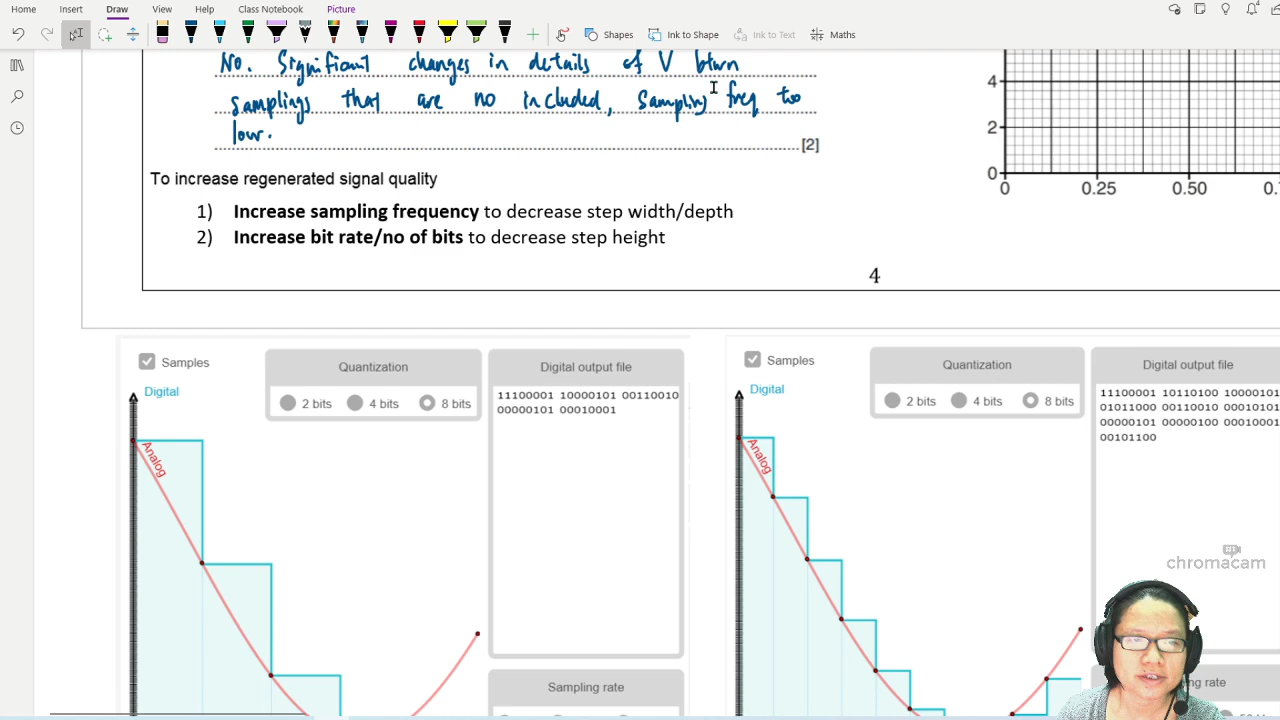 Home Insert Draw View Help Class Notebook Picture
Shapes Ink to Shape Ink to Text Maths
No. Significant changes in details of V btwn
samplings that are no included, sampling freq too
low.
[2]
To increase regenerated signal quality
1) Increase sampling frequency to decrease step width/depth
2) Increase bit rate/no of bits to decrease step height
4
2
0
0 0.25 0.50 0.7
4
Samples
Digital
Quantization
2 bits 4 bits 8 bits
Digital output file
11100001 10000101 00110010
00000101 00010001
Analog
Sampling rate
Samples
Digital
Quantization
2 bits 4 bits 8 bits
Digital output file
11100001 10110100 10000101
01011000 00110010 00010101
00000101 00000100 00010001
00101100
Analog
ng rate
chromacam